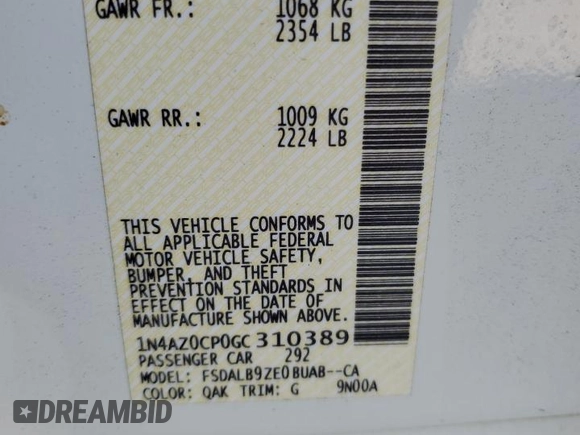 GAWR FR.: 1068 KG
2354 LB
GAWR RR.: 1009 KG
2224 LB
THIS VEHICLE CONFORMS TO
ALL APPLICABLE FEDERAL
MOTOR VEHICLE SAFETY,
BUMPER, AND THEFT
PREVENTION STANDARDS IN
EFFECT ON THE DATE OF
MANUFACTURE SHOWN ABOVE.
1N4AZ0CP0GC310389
PASSENGER CAR 292
MODEL: FSDALB9ZE0BUAB--CA
COLOR: QAK TRIM: G 9N00A
DREAMBID